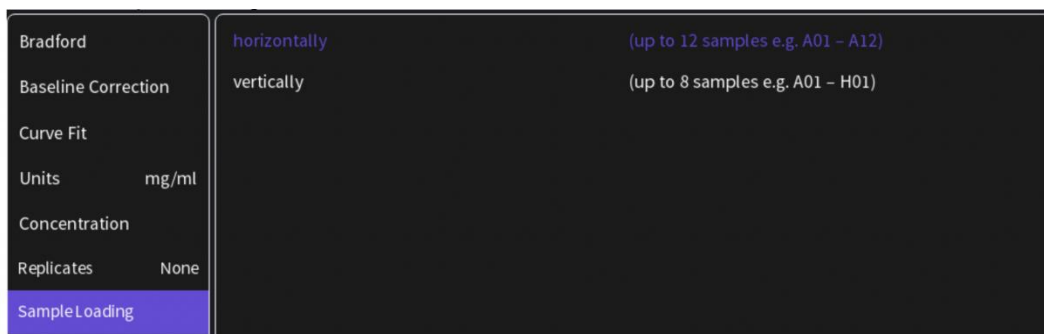 Bradford
Baseline Correction
Curve Fit
Units mg/ml
Concentration
Replicates None
Sample Loading
horizontally (up to 12 samples e.g. A01 – A12)
vertically (up to 8 samples e.g. A01 – H01)